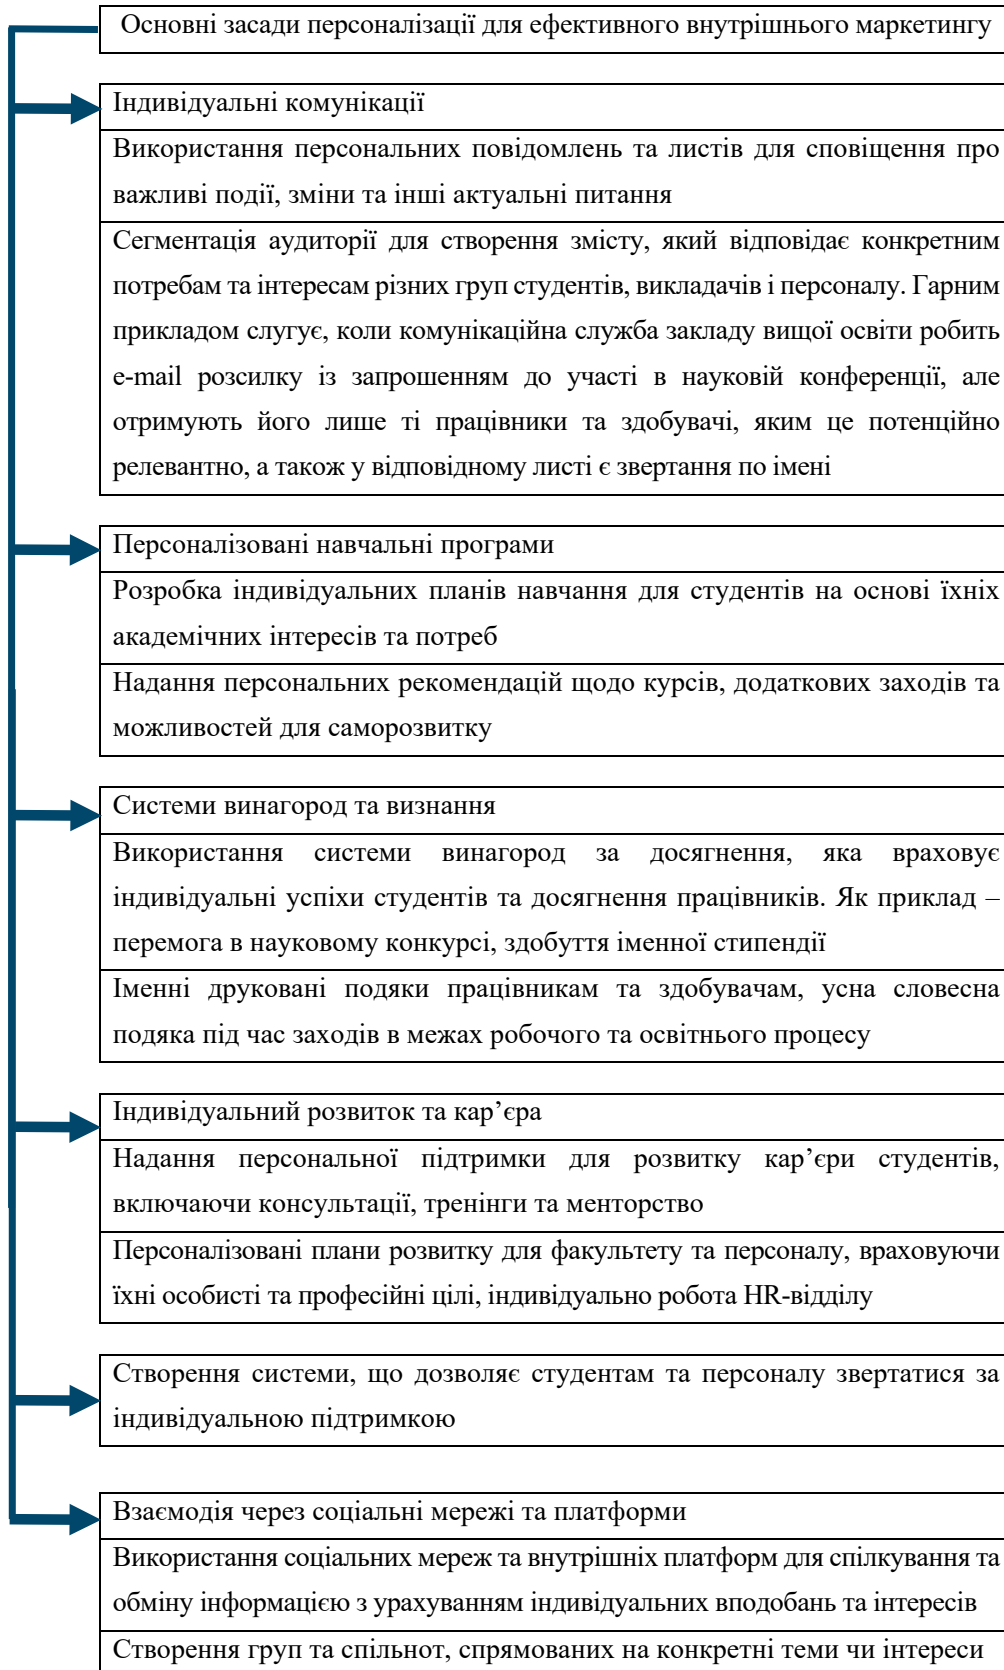 Основні засади персоналізації для ефективного внутрішнього маркетингу
Індивідуальні комунікації
Використання персональних повідомлень та листів для сповіщення про
важливі події, зміни та інші актуальні питання
Сегментація аудиторії для створення змісту, який відповідає конкретним
потребам та інтересам різних груп студентів, викладачів і персоналу. Гарним
прикладом слугує, коли комунікаційна служба закладу вищої освіти робить
e-mail розсилку із запрошенням до участі в науковій конференції, але
отримують його лише ті працівники та здобувачі, яким це потенційно
релевантно, а також у відповідному листі є звертання по імені
Персоналізовані навчальні програми
Розробка індивідуальних планів навчання для студентів на основі їхніх
академічних інтересів та потреб
Надання персональних рекомендацій щодо курсів, додаткових заходів та
можливостей для саморозвитку
Системи винагород та визнання
Використання системи винагород за досягнення, яка враховує
індивідуальні успіхи студентів та досягнення працівників. Як приклад –
перемога в науковому конкурсі, здобуття іменної стипендії
Іменні друковані подяки працівникам та здобувачам, усна словесна
подяка під час заходів в межах робочого та освітнього процесу
Індивідуальний розвиток та кар’єра
Надання персональної підтримки для розвитку кар’єри студентів,
включаючи консультації, тренінги та менторство
Персоналізовані плани розвитку для факультету та персоналу, враховуючи
їхні особисті та професійні цілі, індивідуально робота HR-відділу
Створення системи, що дозволяє студентам та персоналу звертатися за
індивідуальною підтримкою
Взаємодія через соціальні мережі та платформи
Використання соціальних мереж та внутрішніх платформ для спілкування та
обміну інформацією з урахуванням індивідуальних вподобань та інтересів
Створення груп та спільнот, спрямованих на конкретні теми чи інтереси